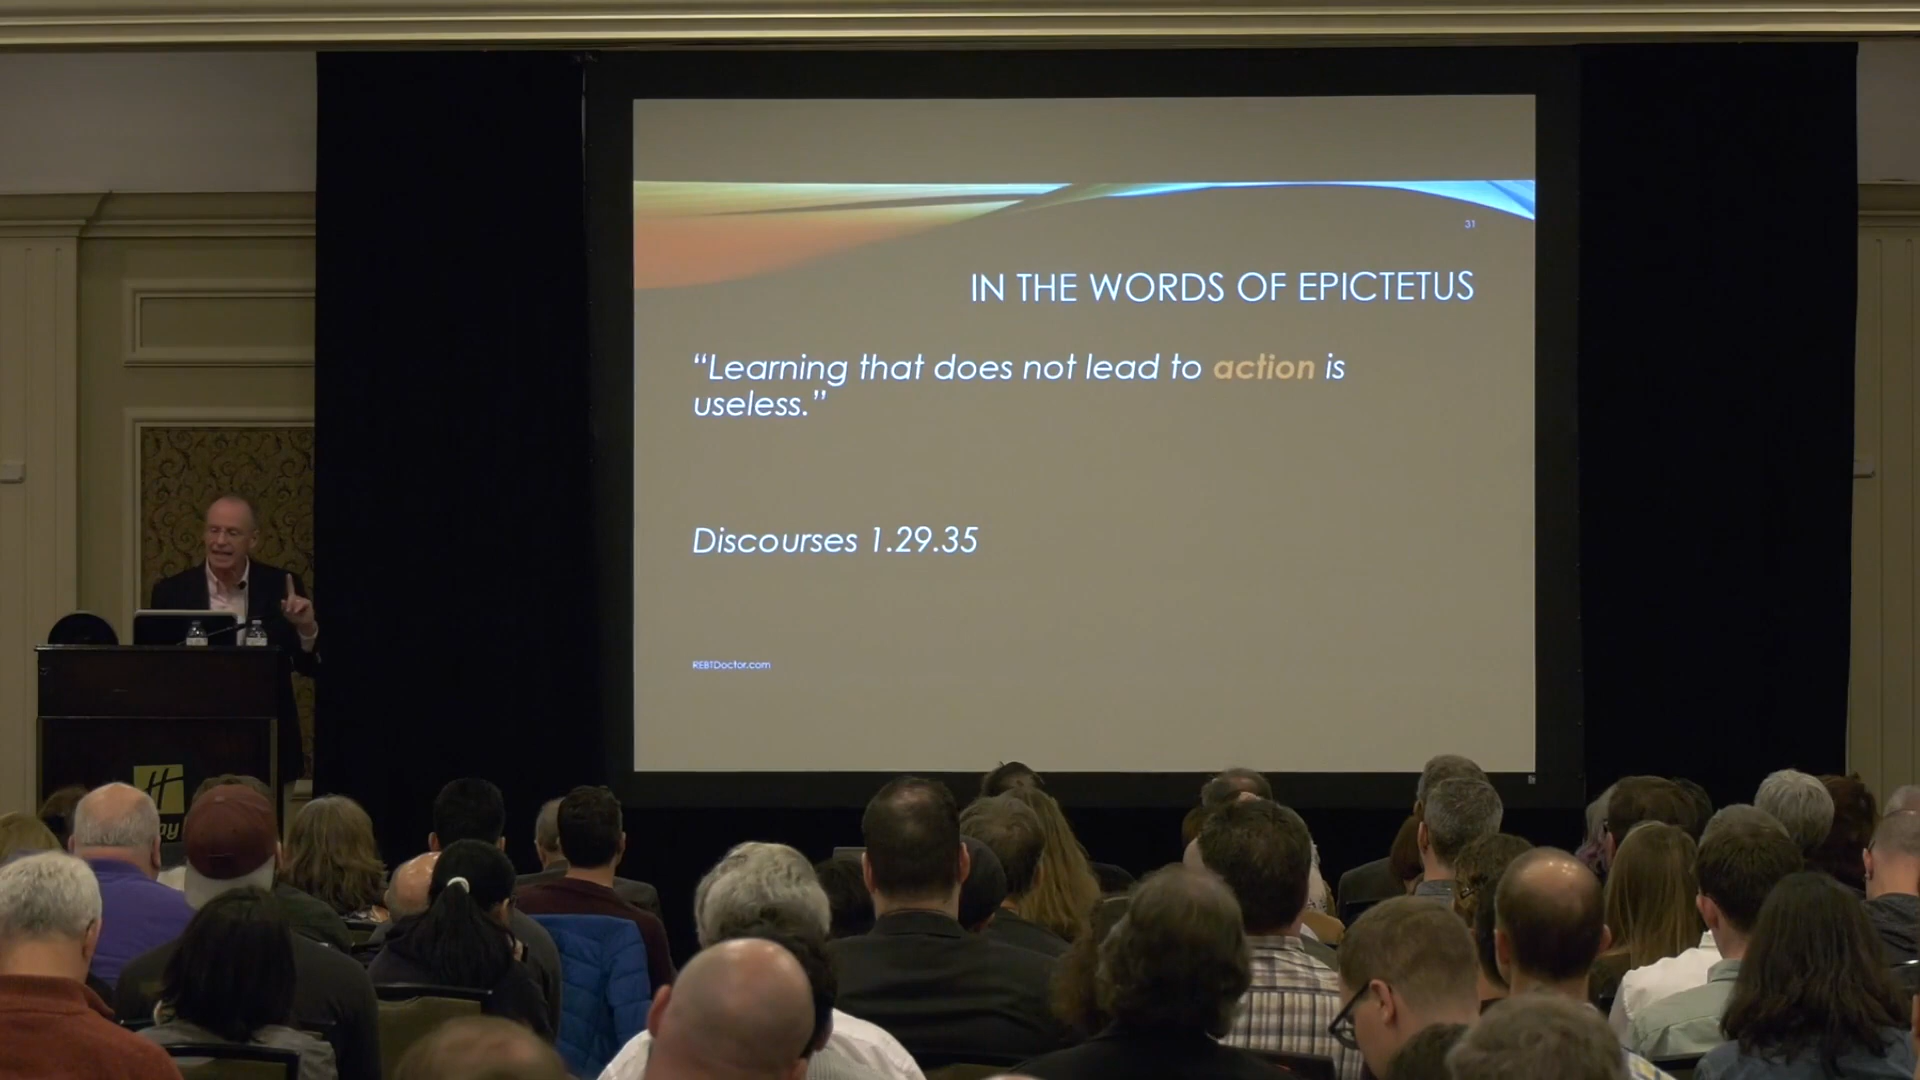 31
IN THE WORDS OF EPICTETUS
“Learning that does not lead to action is
useless.”
Discourses 1.29.35
REBTDoctor.com